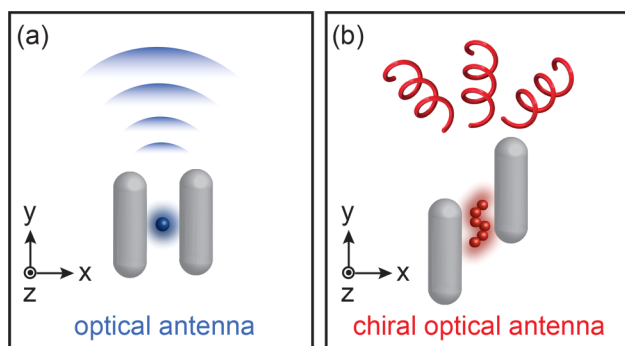 (a)
y
z
x
optical antenna
(b)
y
z
x
chiral optical antenna